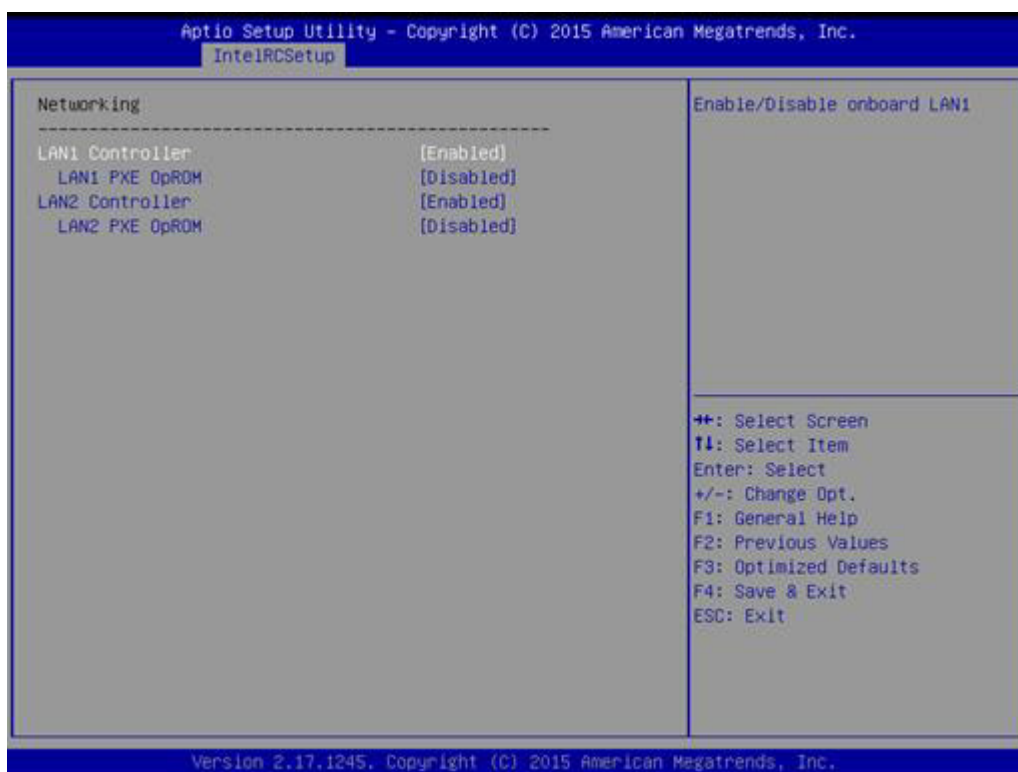 Aptio Setup Utility - Copyright (C) 2015 American Megatrends, Inc.
IntelRCSetup
Networking
--------------------------------------------------
LAN1 Controller [Enabled]
LAN1 PXE OpROM [Disabled]
LAN2 Controller [Enabled]
LAN2 PXE OpROM [Disabled]
Enable/Disable onboard LAN1
→←: Select Screen
↑↓: Select Item
Enter: Select
+/-: Change Opt.
F1: General Help
F2: Previous Values
F3: Optimized Defaults
F4: Save & Exit
ESC: Exit
Version 2.17.1245. Copyright (C) 2015 American Megatrends, Inc.